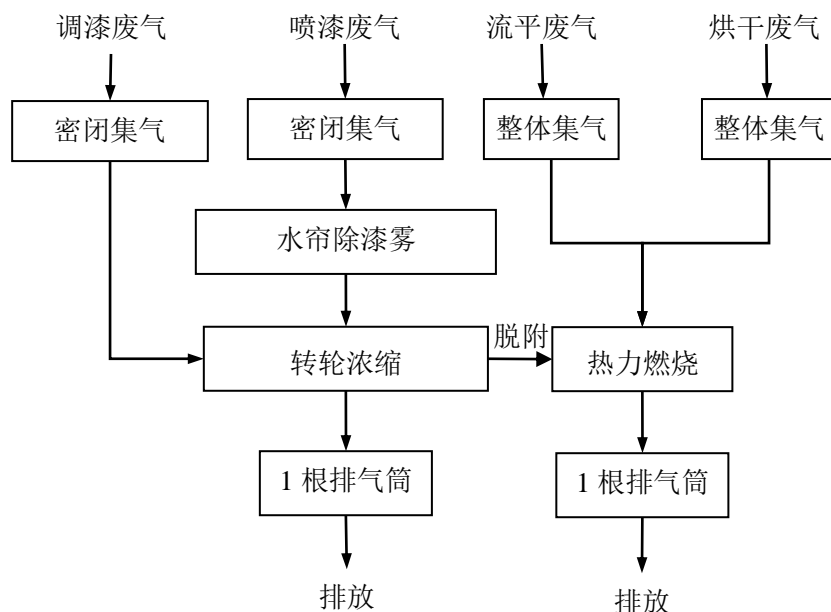 调漆废气
喷漆废气
流平废气
烘干废气
密闭集气
密闭集气
整体集气
整体集气
水帘除漆雾
转轮浓缩
脱附
热力燃烧
1 根排气筒
1 根排气筒
排放
排放